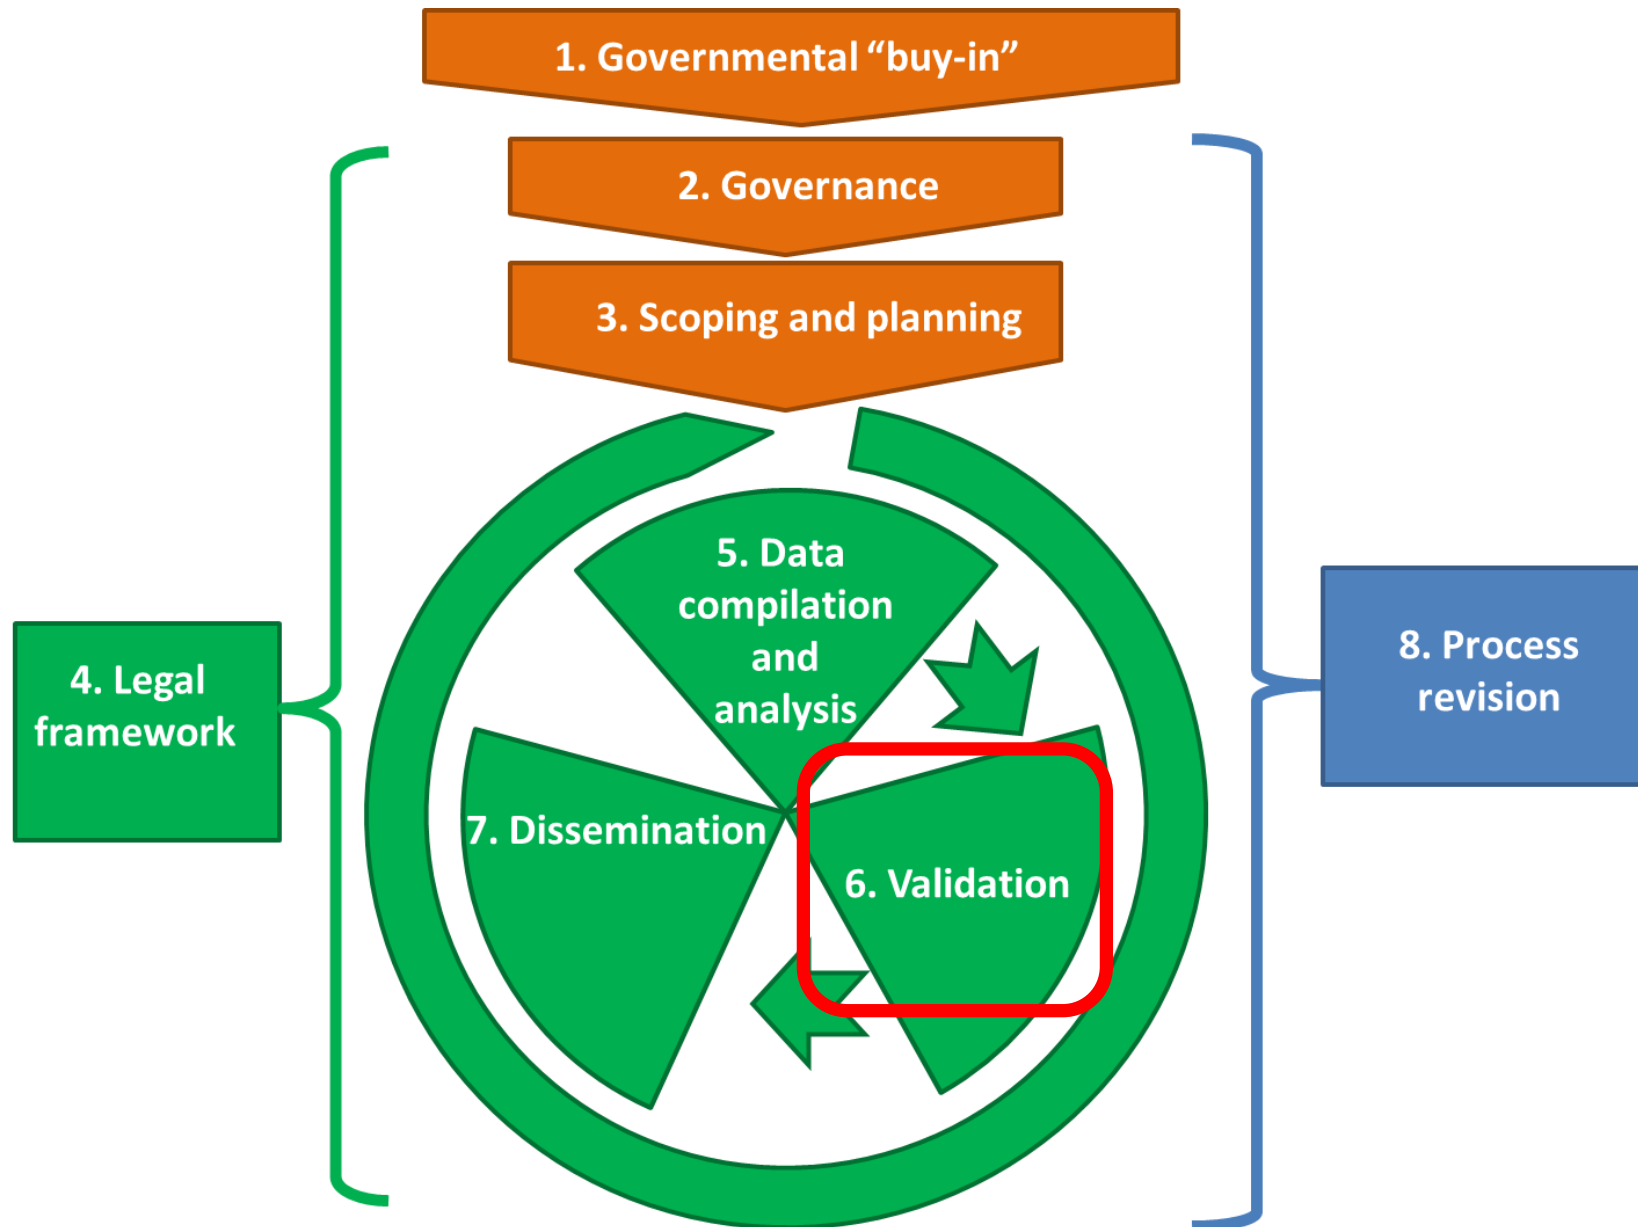 1. Governmental “buy-in”
2. Governance
3. Scoping and planning
4. Legal
framework
5. Data
compilation
and
analysis
6. Validation
7. Dissemination
8. Process
revision